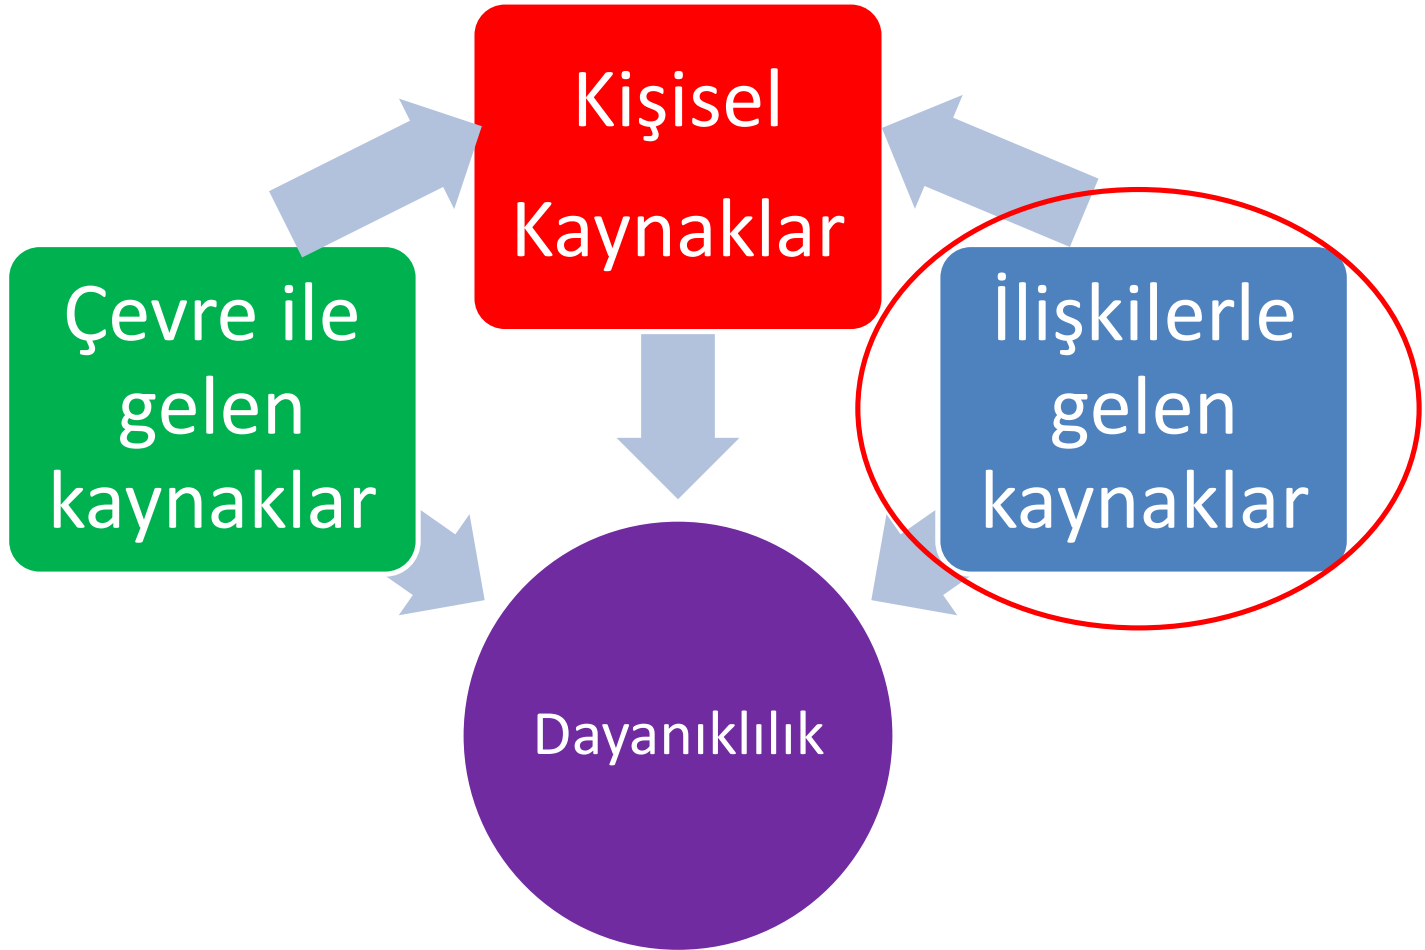 Kişisel
Kaynaklar
Çevre ile
gelen
kaynaklar
İlişkilerle
gelen
kaynaklar
Dayanıklılık